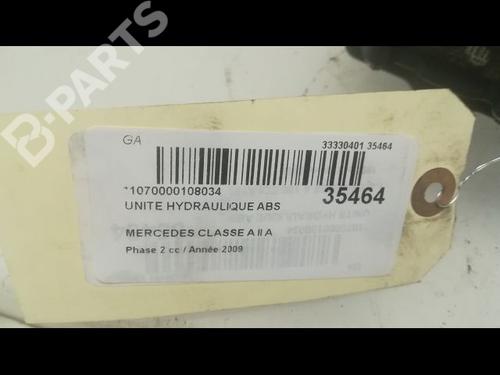 B-PARTS
GA
33330401 35464
*1070000108034
35464
UNITE HYDRAULIQUE ABS
MERCEDES CLASSE A II A
Phase 2 cc / Année 2009